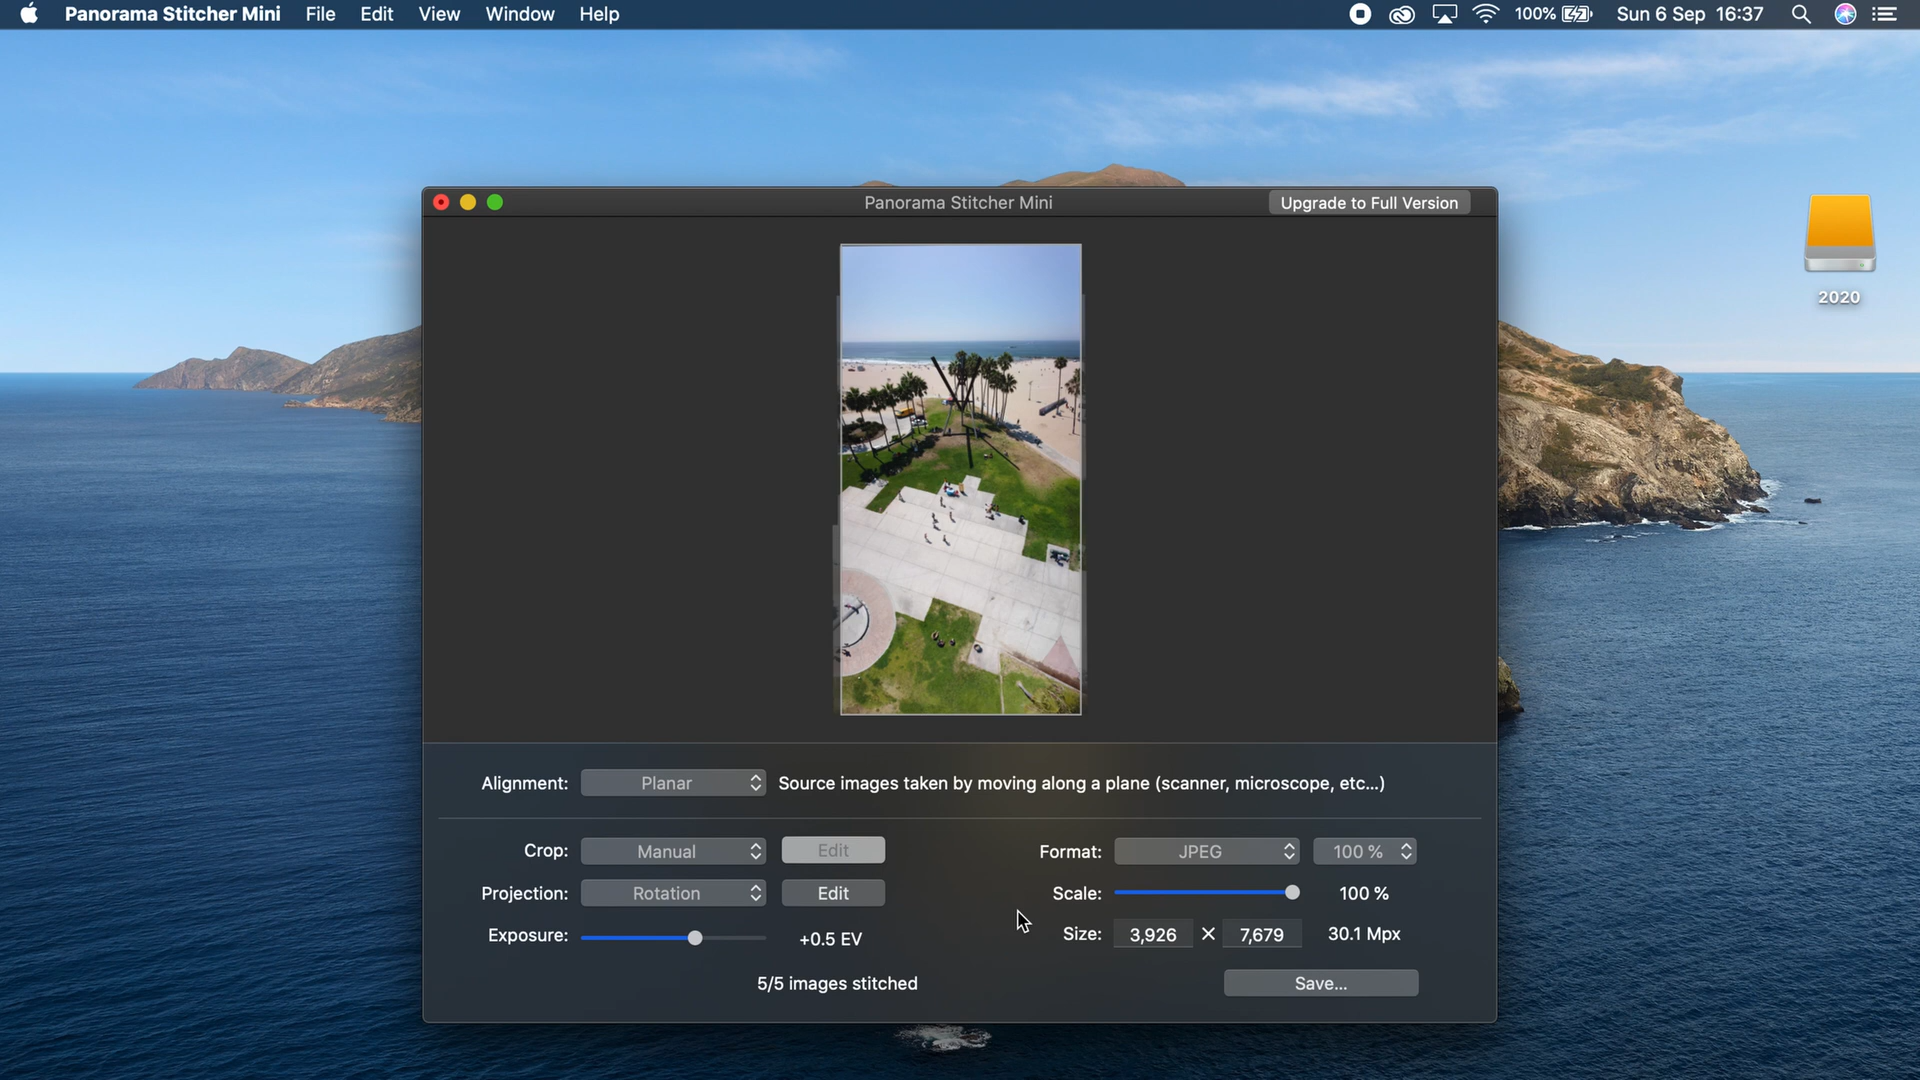 Panorama Stitcher Mini File Edit View Window Help 100% Sun 6 Sep 16:37
Panorama Stitcher Mini Upgrade to Full Version
2020
Alignment: Planar Source images taken by moving along a plane (scanner, microscope, etc...)
Crop: Manual Edit Format: JPEG 100 %
Projection: Rotation Edit Scale: 100 %
Exposure: +0.5 EV Size: 3,926 X 7,679 30.1 Mpx
5/5 images stitched Save...